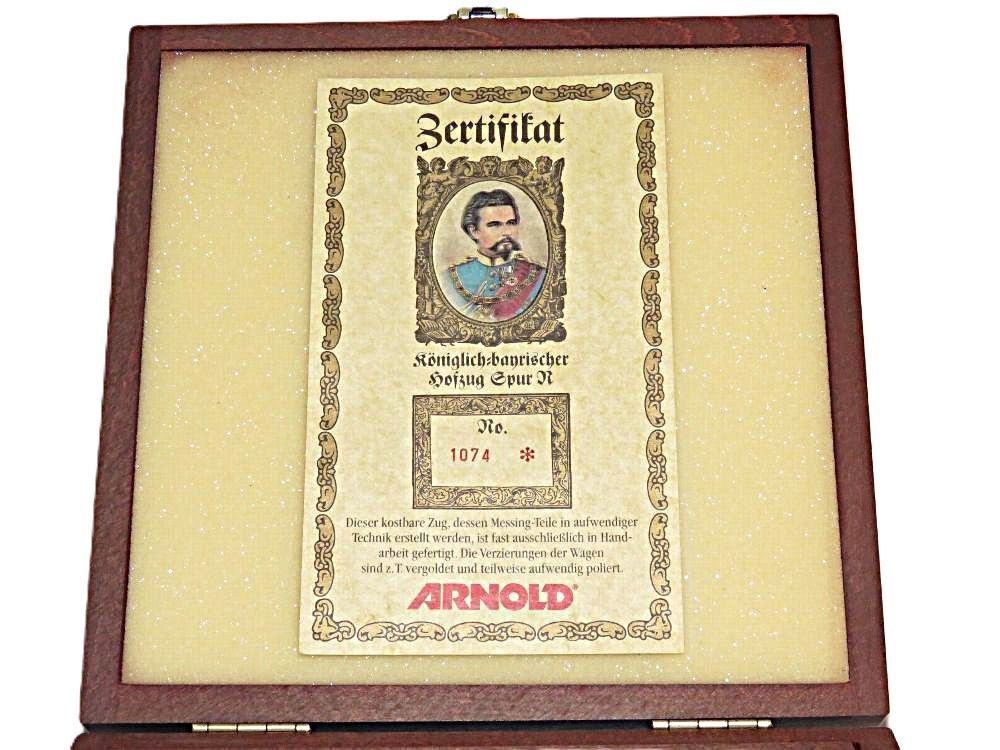 Zertifikat
Königlich-bayrischer
Hofzug Spur N
No.
1074 *
Dieser kostbare Zug, dessen Messing-Teile in aufwendiger
Technik erstellt werden, ist fast ausschließlich in Hand-
arbeit gefertigt. Die Verzierungen der Wagen
sind z.T. vergoldet und teilweise aufwendig poliert.
ARNOLD®